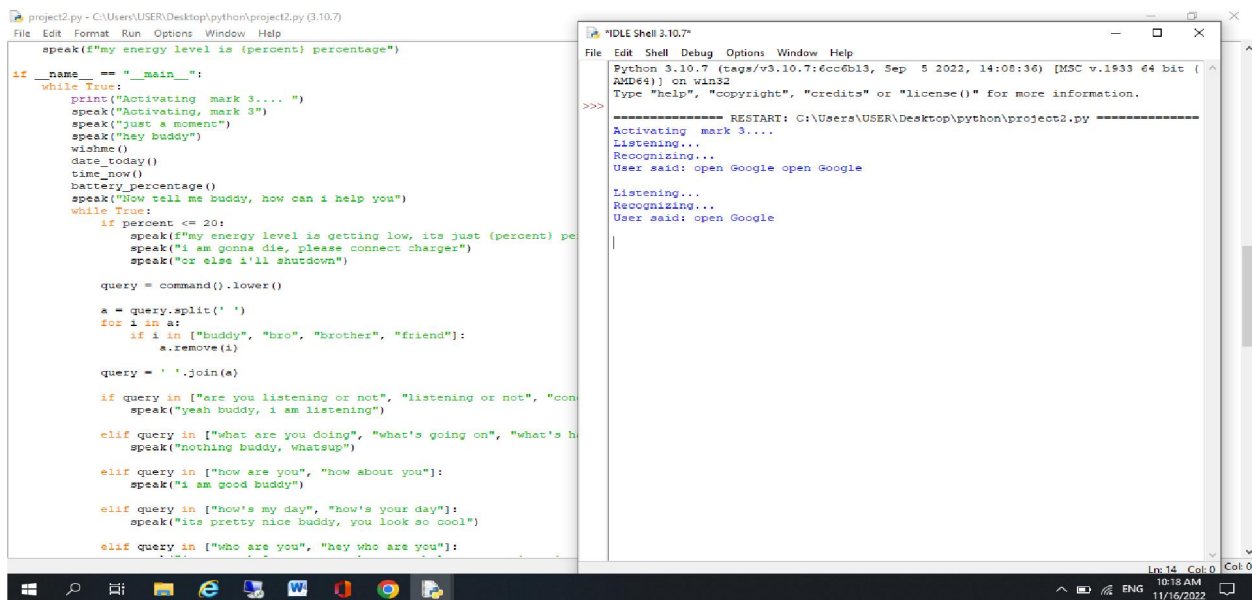 project2.py - C:\Users\USER\Desktop\python\project2.py (3.10.7)
File Edit Format Run Options Window Help
    speak(f"my energy level is {percent} percentage")
if __name__ == "__main__":
    while True:
        print("Activating  mark 3.... ")
        speak("Activating, mark 3")
        speak("just a moment")
        speak("hey buddy")
        wishme()
        date_today()
        time_now()
        battery_percentage()
        speak("Now tell me buddy, how can i help you")
        while True:
            if percent <= 20:
                speak(f"my energy level is getting low, its just {percent} pe
                speak("i am gonna die, please connect charger")
                speak("or else i'll shutdown")
            query = command().lower()
            a = query.split(' ')
            for i in a:
                if i in ["buddy", "bro", "brother", "friend"]:
                    a.remove(i)
            query = ' '.join(a)
            if query in ["are you listening or not", "listening or not", "con
                speak("yeah buddy, i am listening")
            elif query in ["what are you doing", "what's going on", "what's h
                speak("nothing buddy, whatsup")
            elif query in ["how are you", "how about you"]:
                speak("i am good buddy")
            elif query in ["how's my day", "how's your day"]:
                speak("its pretty nice buddy, you look so cool")
            elif query in ["who are you", "hey who are you"]:
*IDLE Shell 3.10.7*
File Edit Shell Debug Options Window Help
Python 3.10.7 (tags/v3.10.7:6cc6b13, Sep  5 2022, 14:08:36) [MSC v.1933 64 bit (
AMD64)] on win32
Type "help", "copyright", "credits" or "license()" for more information.
>>>
=============== RESTART: C:\Users\USER\Desktop\python\project2.py ==============
Activating  mark 3....
Listening...
Recognizing...
User said: open Google open Google
Listening...
Recognizing...
User said: open Google
Ln: 14 Col: 0
Col: 0
ENG
10:18 AM
11/16/2022